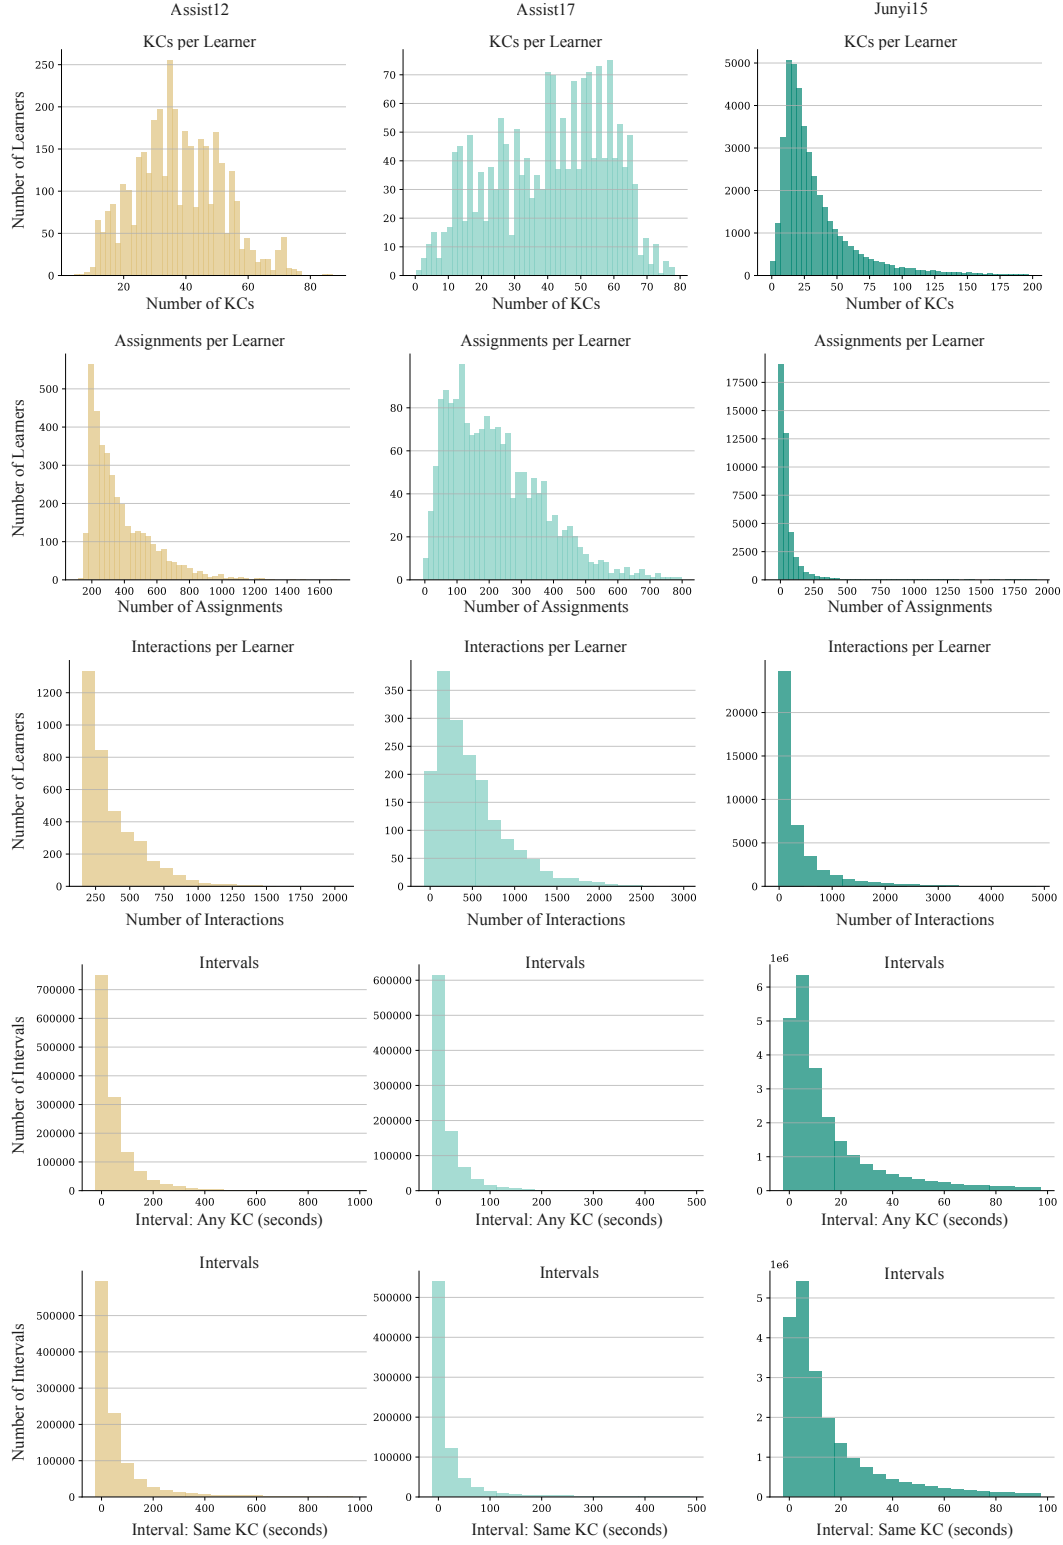 Assist12 Assist17 Junyi15
KCs per Learner KCs per Learner KCs per Learner
Number of Learners
250
200
150
100
50
0
20 40 60 80
Number of KCs
70
60
50
40
30
20
10
0
0 10 20 30 40 50 60 70 80
Number of KCs
5000
4000
3000
2000
1000
0
0 25 50 75 100 125 150 175 200
Number of KCs
Assignments per Learner Assignments per Learner Assignments per Learner
Number of Learners
500
400
300
200
100
0
200 400 600 800 1000 1200 1400 1600
Number of Assignments
80
60
40
20
0
0 100 200 300 400 500 600 700 800
Number of Assignments
17500
15000
12500
10000
7500
5000
2500
0
0 250 500 750 1000 1250 1500 1750 2000
Number of Assignments
Interactions per Learner Interactions per Learner Interactions per Learner
Number of Learners
1200
1000
800
600
400
200
0
250 500 750 1000 1250 1500 1750 2000
Number of Interactions
350
300
250
200
150
100
50
0
0 500 1000 1500 2000 2500 3000
Number of Interactions
20000
15000
10000
5000
0
0 1000 2000 3000 4000 5000
Number of Interactions
Intervals Intervals Intervals
Number of Intervals
700000
600000
500000
400000
300000
200000
100000
0
0 200 400 600 800 1000
Interval: Any KC (seconds)
600000
500000
400000
300000
200000
100000
0
0 100 200 300 400 500
Interval: Any KC (seconds)
1e6
6
5
4
3
2
1
0
0 20 40 60 80 100
Interval: Any KC (seconds)
Intervals Intervals Intervals
Number of Intervals
500000
400000
300000
200000
100000
0
0 200 400 600 800 1000
Interval: Same KC (seconds)
500000
400000
300000
200000
100000
0
0 100 200 300 400 500
Interval: Same KC (seconds)
1e6
5
4
3
2
1
0
0 20 40 60 80 100
Interval: Same KC (seconds)